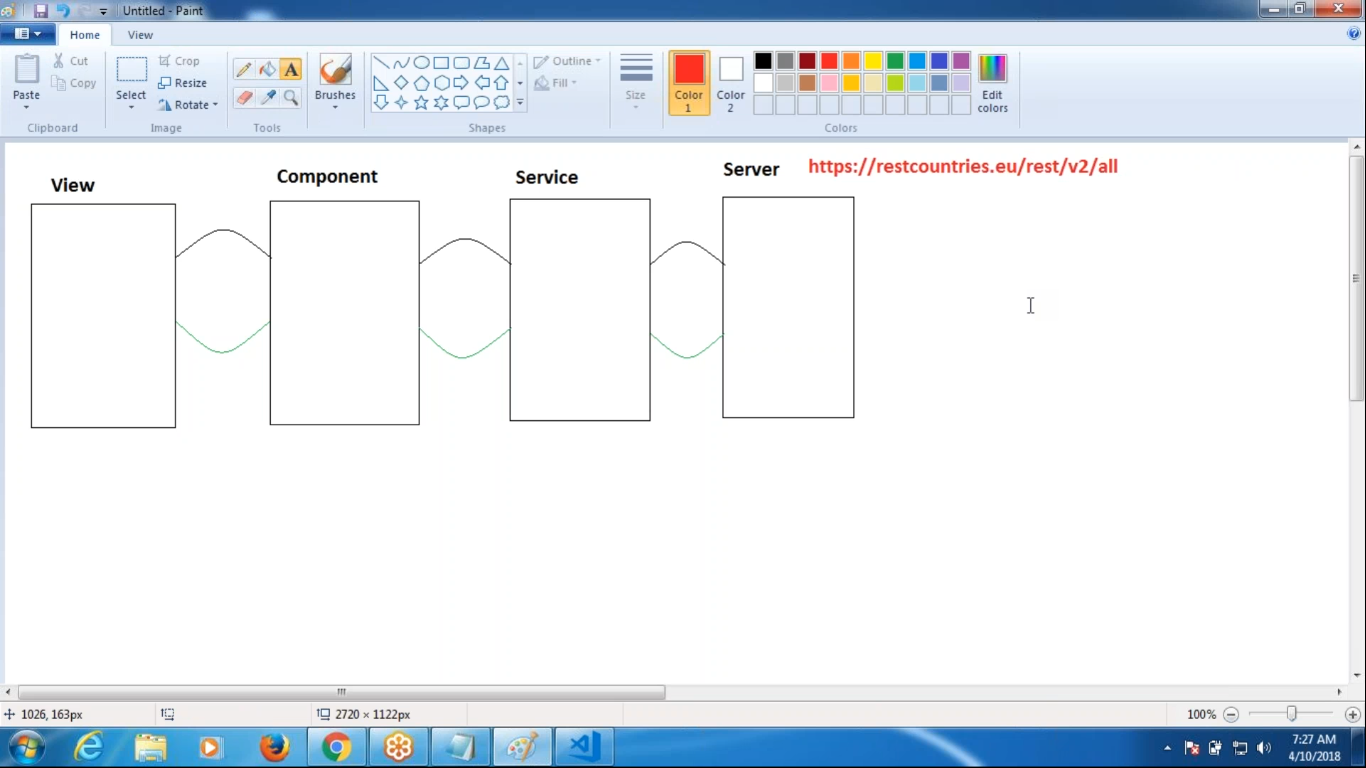 Untitled - Paint
Home
View
Paste
Cut
Copy
Clipboard
Select
Crop
Resize
Rotate
Image
A
Tools
Brushes
Outline
Fill
Shapes
Size
Color
1
Color
2
Edit
colors
Colors
View
Component
Service
Server
https://restcountries.eu/rest/v2/all
1026, 163px
2720 × 1122px
100%
7:27 AM
4/10/2018